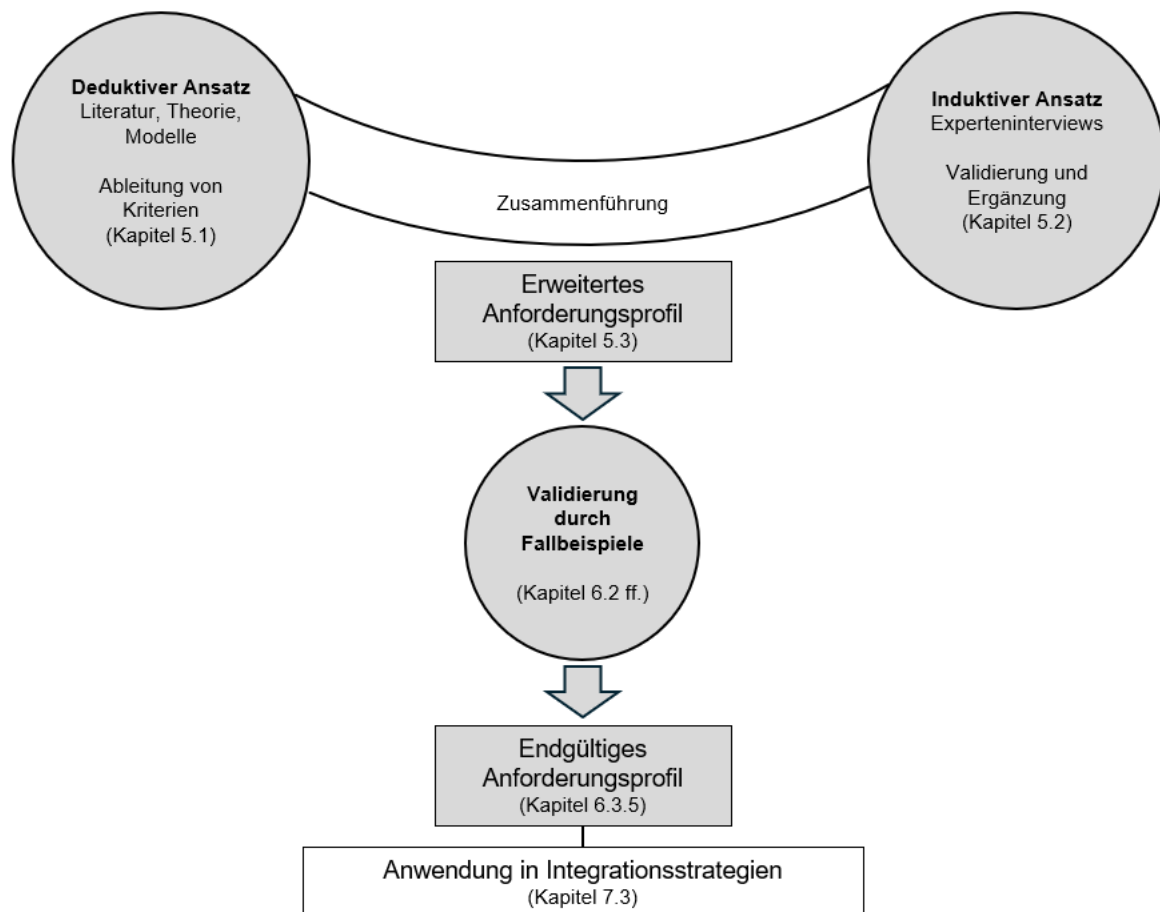 Deduktiver Ansatz
Literatur, Theorie,
Modelle
Ableitung von
Kriterien
(Kapitel 5.1)
Induktiver Ansatz
Experteninterviews
Validierung und
Ergänzung
(Kapitel 5.2)
Zusammenführung
Erweitertes
Anforderungsprofil
(Kapitel 5.3)
Validierung
durch
Fallbeispiele
(Kapitel 6.2 ff.)
Endgültiges
Anforderungsprofil
(Kapitel 6.3.5)
Anwendung in Integrationsstrategien
(Kapitel 7.3)